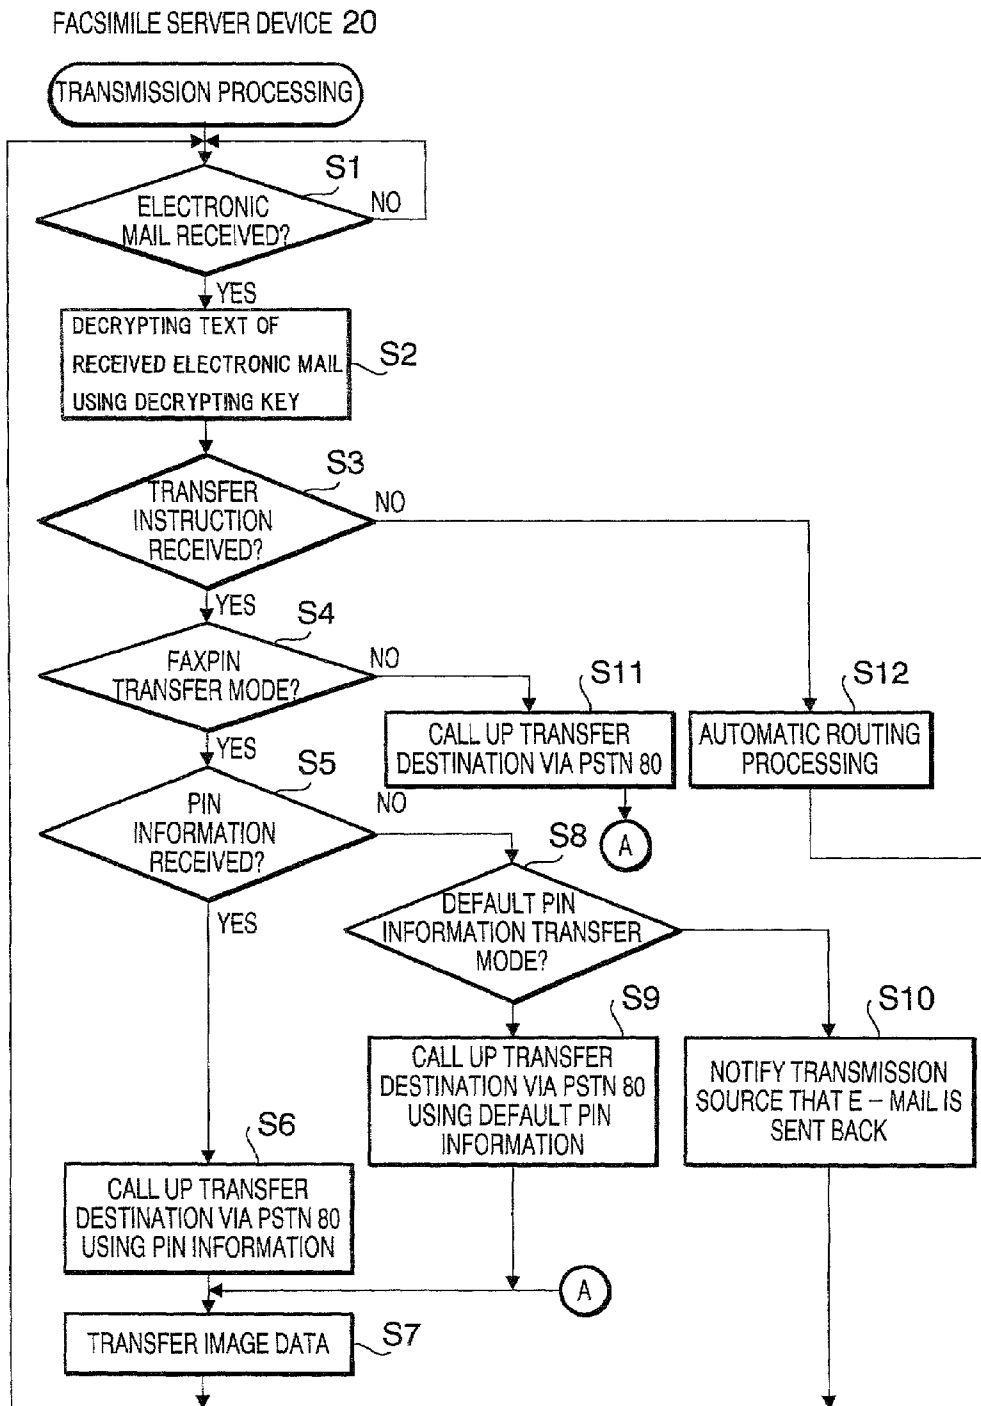 FACSIMILE SERVER DEVICE 20
TRANSMISSION PROCESSING
S1
ELECTRONIC
MAIL RECEIVED?
NO
YES
DECRYPTING TEXT OF
RECEIVED ELECTRONIC MAIL
USING DECRYPTING KEY
S2
S3
TRANSFER
INSTRUCTION
RECEIVED?
NO
YES
S4
FAXPIN
TRANSFER MODE?
NO
YES
S11
CALL UP TRANSFER
DESTINATION VIA PSTN 80
A
S12
AUTOMATIC ROUTING
PROCESSING
S5
PIN
INFORMATION
RECEIVED?
NO
YES
S8
DEFAULT PIN
INFORMATION TRANSFER
MODE?
S9
CALL UP TRANSFER
DESTINATION VIA PSTN 80
USING DEFAULT PIN
INFORMATION
S10
NOTIFY TRANSMISSION
SOURCE THAT E – MAIL IS
SENT BACK
S6
CALL UP TRANSFER
DESTINATION VIA PSTN 80
USING PIN INFORMATION
A
TRANSFER IMAGE DATA
S7